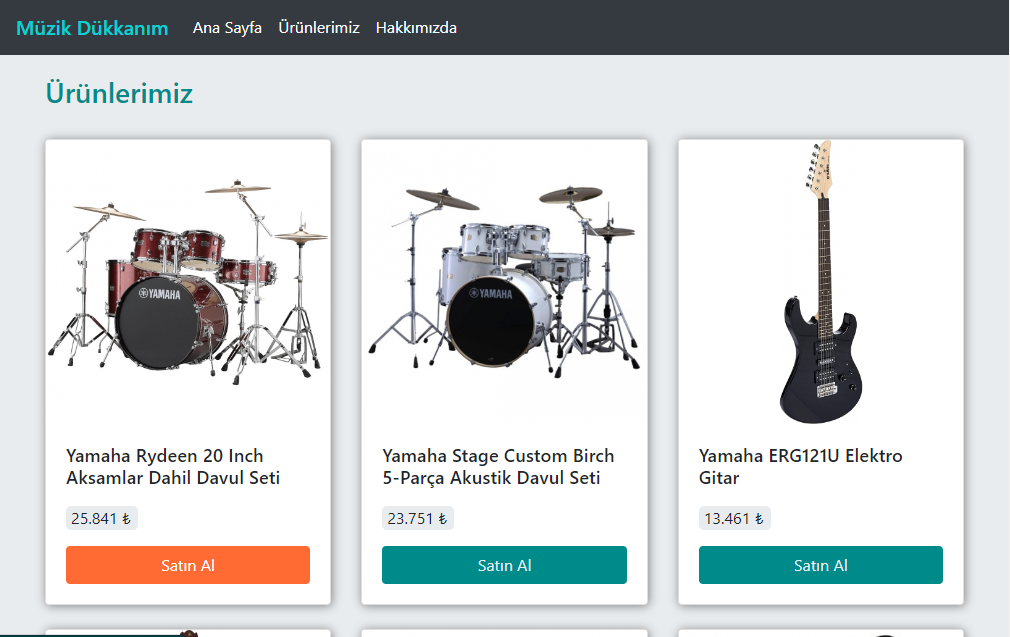 Müzik Dükkanım Ana Sayfa Ürünlerimiz Hakkımızda
Ürünlerimiz
YAMAHA
YAMAHA
Yamaha Rydeen 20 Inch
Aksamlar Dahil Davul Seti
25.841 ₺
Satın Al
Yamaha Stage Custom Birch
5-Parça Akustik Davul Seti
23.751 ₺
Satın Al
Yamaha ERG121U Elektro
Gitar
13.461 ₺
Satın Al